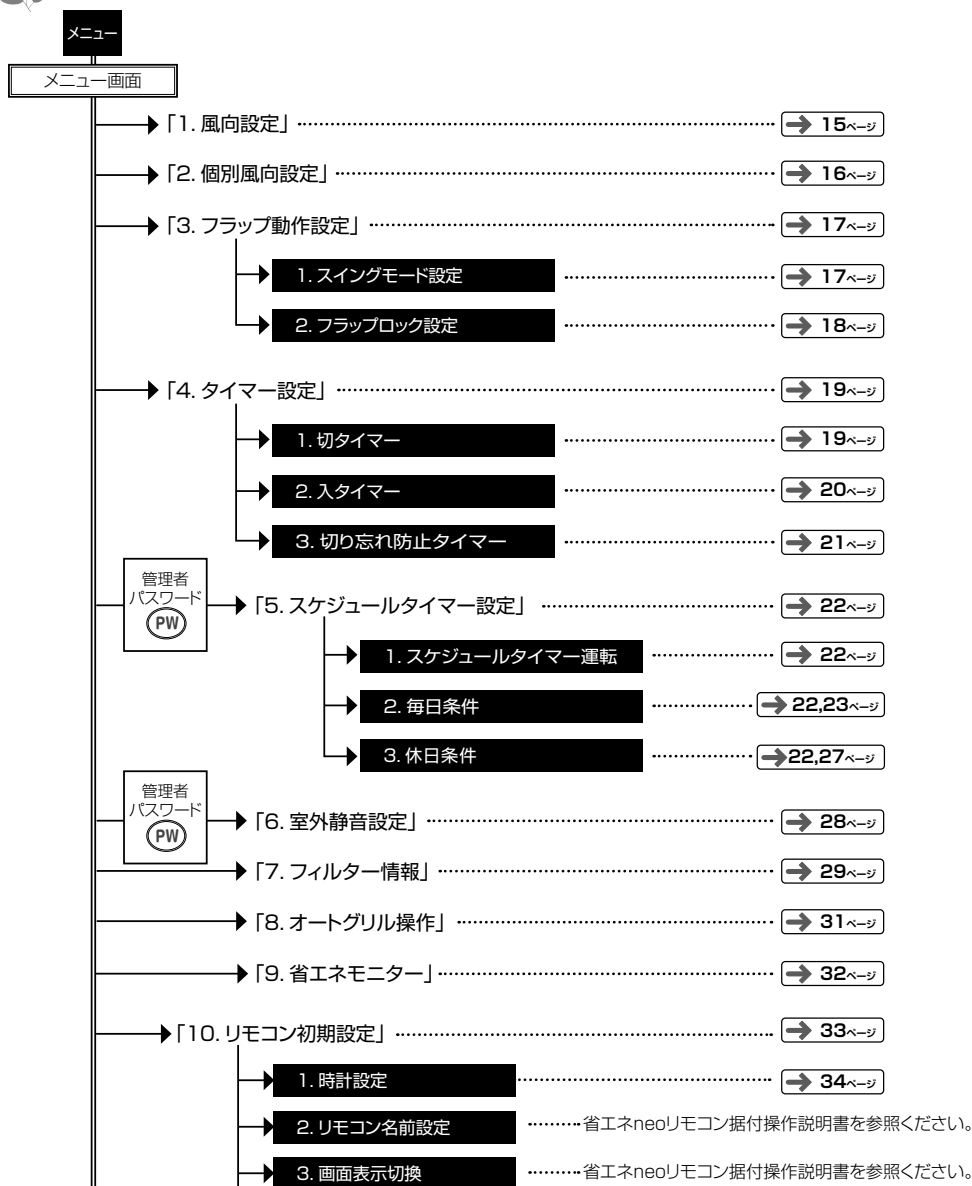 メニュー
メニュー画面
「1. 風向設定」 15ページ
「2. 個別風向設定」 16ページ
「3. フラップ動作設定」 17ページ
1. スイングモード設定 17ページ
2. フラップロック設定 18ページ
「4. タイマー設定」 19ページ
1. 切タイマー 19ページ
2. 入タイマー 20ページ
3. 切り忘れ防止タイマー 21ページ
管理者
パスワード
PW
「5. スケジュールタイマー設定」 22ページ
1. スケジュールタイマー運転 22ページ
2. 毎日条件 22,23ページ
3. 休日条件 22,27ページ
管理者
パスワード
PW
「6. 室外静音設定」 28ページ
「7. フィルター情報」 29ページ
「8. オートグリル操作」 31ページ
「9. 省エネモニター」 32ページ
「10. リモコン初期設定」 33ページ
1. 時計設定 34ページ
2. リモコン名前設定 省エネneoリモコン据付操作説明書を参照ください。
3. 画面表示切換 省エネneoリモコン据付操作説明書を参照ください。